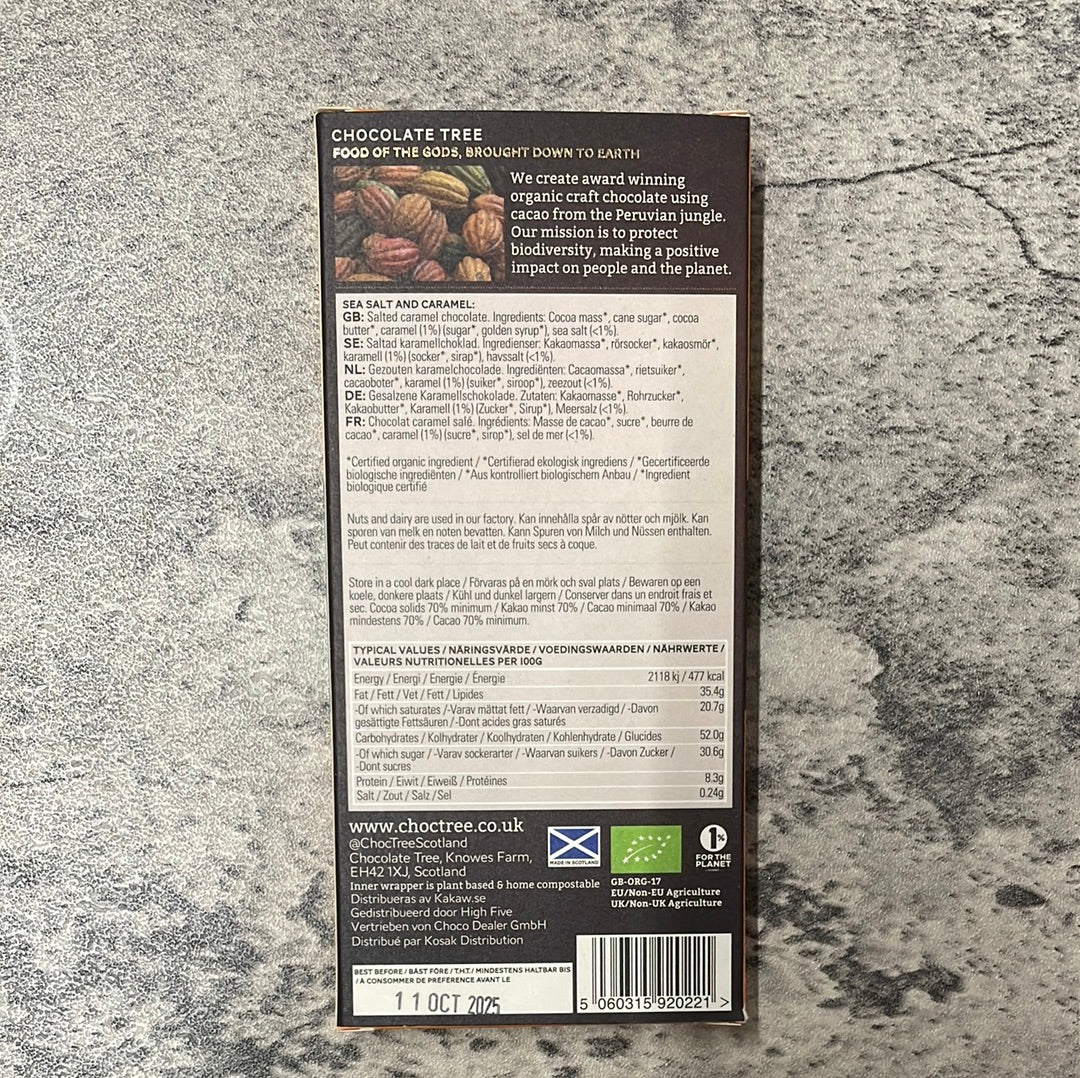 CHOCOLATE TREE
FOOD OF THE GODS, BROUGHT DOWN TO EARTH
We create award winning
organic craft chocolate using
cacao from the Peruvian jungle.
Our mission is to protect
biodiversity, making a positive
impact on people and the planet.
SEA SALT AND CARAMEL:
GB: Salted caramel chocolate. Ingredients: Cocoa mass*, cane sugar*, cocoa
butter*, caramel (1%) (sugar*, golden syrup*), sea salt (<1%).
SE: Saltad karamellchoklad. Ingredienser: Kakaomassa*, rörsocker*, kakaosmör*,
karamell (1%) (socker*, sirap*), havssalt (<1%).
NL: Gezouten karamelchocolade. Ingrediënten: Cacaomassa*, rietsuiker*,
cacaoboter*, karamel (1%) (suiker*, siroop*), zeezout (<1%).
DE: Gesalzene Karamellschokolade. Zutaten: Kakaomasse*, Rohrzucker*,
Kakaobutter*, Karamell (1%) (Zucker*, Sirup*), Meersalz (<1%).
FR: Chocolat caramel salé. Ingrédients: Masse de cacao*, sucre*, beurre de
cacao*, caramel (1%) (sucre*, sirop*), sel de mer (<1%).
*Certified organic ingredient / *Certifierad ekologisk ingrediens / *Gecertificeerde
biologische ingrediënten / *Aus kontrolliert biologischem Anbau / *Ingredient
biologique certifié
Nuts and dairy are used in our factory. Kan innehålla spår av nötter och mjölk. Kan
sporen van melk en noten bevatten. Kann Spuren von Milch und Nüssen enthalten.
Peut contenir des traces de lait et de fruits secs à coque.
Store in a cool dark place / Förvaras på en mörk och sval plats / Bewaren op een
koele, donkere plaats / Kühl und dunkel largern / Conserver dans un endroit frais et
sec. Cocoa solids 70% minimum / Kakao minst 70% / Cacao minimaal 70% / Kakao
mindestens 70% / Cacao 70% minimum.
TYPICAL VALUES / NÄRINGSVÄRDE / VOEDINGSWAARDEN / NÄHRWERTE /
VALEURS NUTRITIONELLES PER 100G
Energy / Energi / Energie / Énergie 2118 kj / 477 kcal
Fat / Fett / Vet / Fett / Lipides 35.4g
-Of which saturates /-Varav mättat fett / -Waarvan verzadigd / -Davon 20.7g
gesättigte Fettsäuren / -Dont acides gras saturés
Carbohydrates / Kolhydrater / Koolhydraten / Kohlenhydrate / Glucides 52.0g
-Of which sugar / -Varav sockerarter / -Waarvan suikers / -Davon Zucker / 30.6g
-Dont sucres
Protein / Eiwit / Eiweiß / Protéines 8.3g
Salt / Zout / Salz / Sel 0.24g
www.choctree.co.uk
@ChocTreeScotland
Chocolate Tree, Knowes Farm,
EH42 1XJ, Scotland
Inner wrapper is plant based & home compostable
Distribueras av Kakaw.se
Gedistribueerd door High Five
Vertrieben von Choco Dealer GmbH
Distribué par Kosak Distribution
MADE IN SCOTLAND
1%
FOR THE
PLANET
GB-ORG-17
EU/Non-EU Agriculture
UK/Non-UK Agriculture
BEST BEFORE / BÄST FÖRE / T.H.T. / MINDESTENS HALTBAR BIS
/ A CONSOMMER DE PREFERENCE AVANT LE
11 OCT 2025
5 060315 920221 >